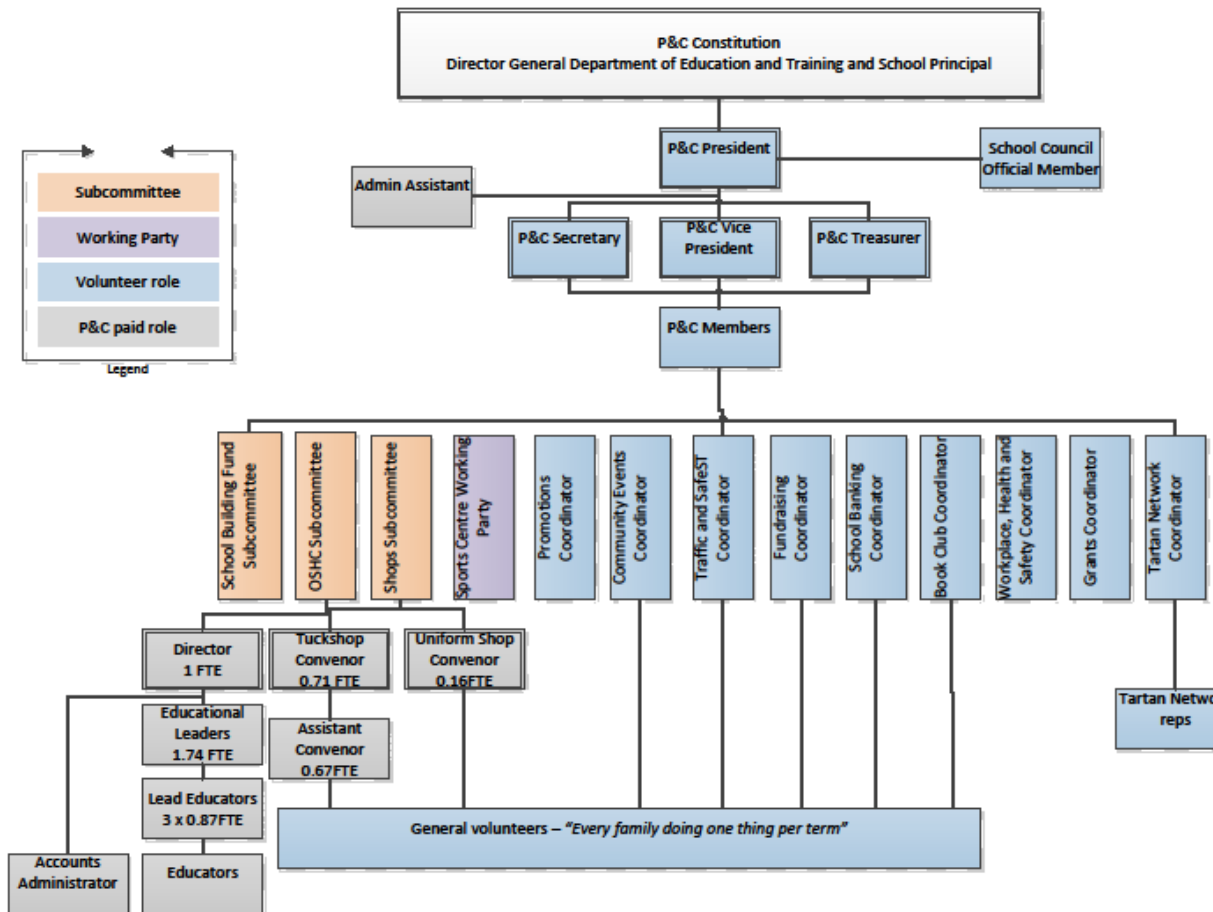 P&C Constitution
Director General Department of Education and Training and School Principal
P&C President
School Council
Official Member
Admin Assistant
P&C Secretary
P&C Vice
President
P&C Treasurer
P&C Members
Subcommittee
Working Party
Volunteer role
P&C paid role
Legend
School Building Fund
Subcommittee
OSHC Subcommittee
Shops Subcommittee
Sports Centre Working
Party
Promotions
Coordinator
Community Events
Coordinator
Traffic and SafeST
Coordinator
Fundraising
Coordinator
School Banking
Coordinator
Book Club Coordinator
Workplace, Health and
Safety Coordinator
Grants Coordinator
Tartan Network
Coordinator
Director
1 FTE
Tuckshop
Convenor
0.71 FTE
Uniform Shop
Convenor
0.16FTE
Educational
Leaders
1.74 FTE
Assistant
Convenor
0.67FTE
Tartan Netwo
reps
Lead Educators
3 x 0.87FTE
General volunteers – “Every family doing one thing per term”
Accounts
Administrator
Educators